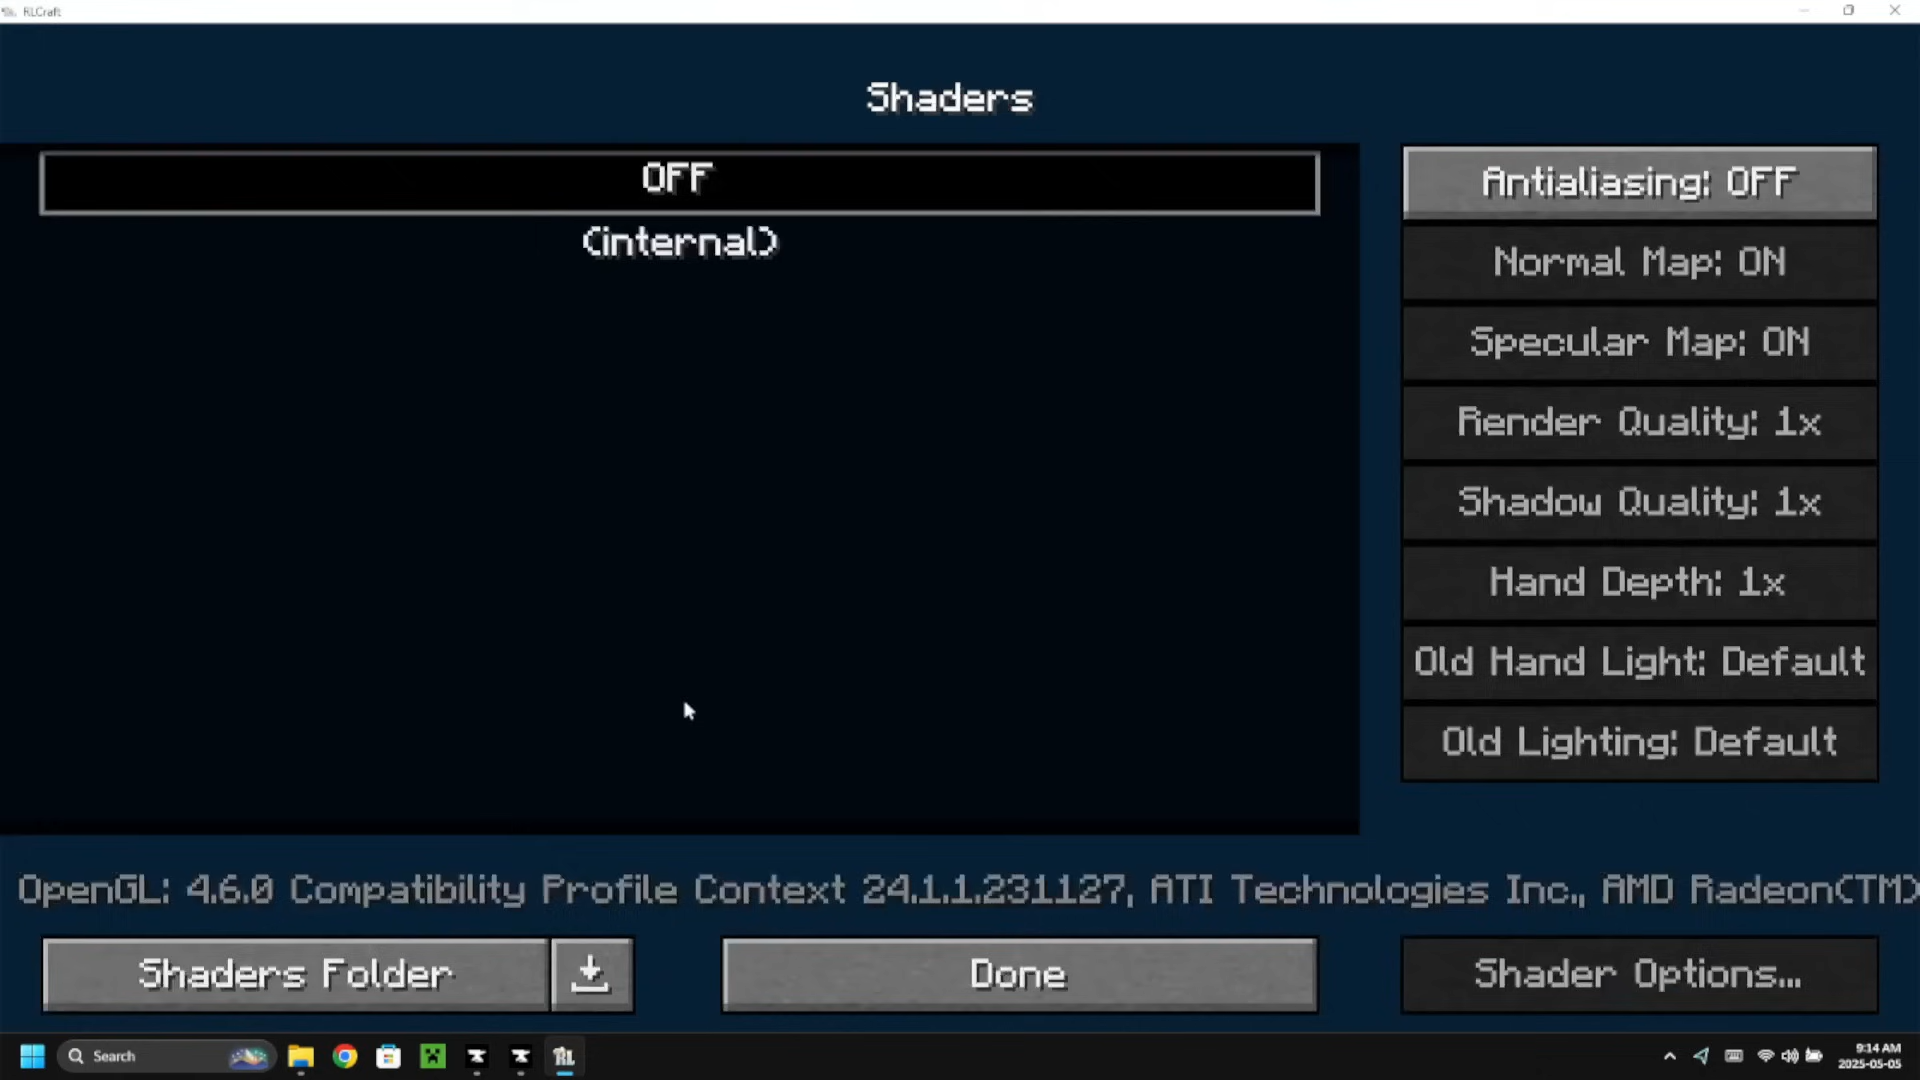 RLCraft
Shaders
OFF
(internal)
Antialiasing: OFF
Normal Map: ON
Specular Map: ON
Render Quality: 1x
Shadow Quality: 1x
Hand Depth: 1x
Old Hand Light: Default
Old Lighting: Default
OpenGL: 4.6.0 Compatibility Profile Context 24.1.1.231127, ATI Technologies Inc., AMD Radeon(TM)
Shaders Folder
Done
Shader Options...
Search
RL
9:14 AM
2025-05-05